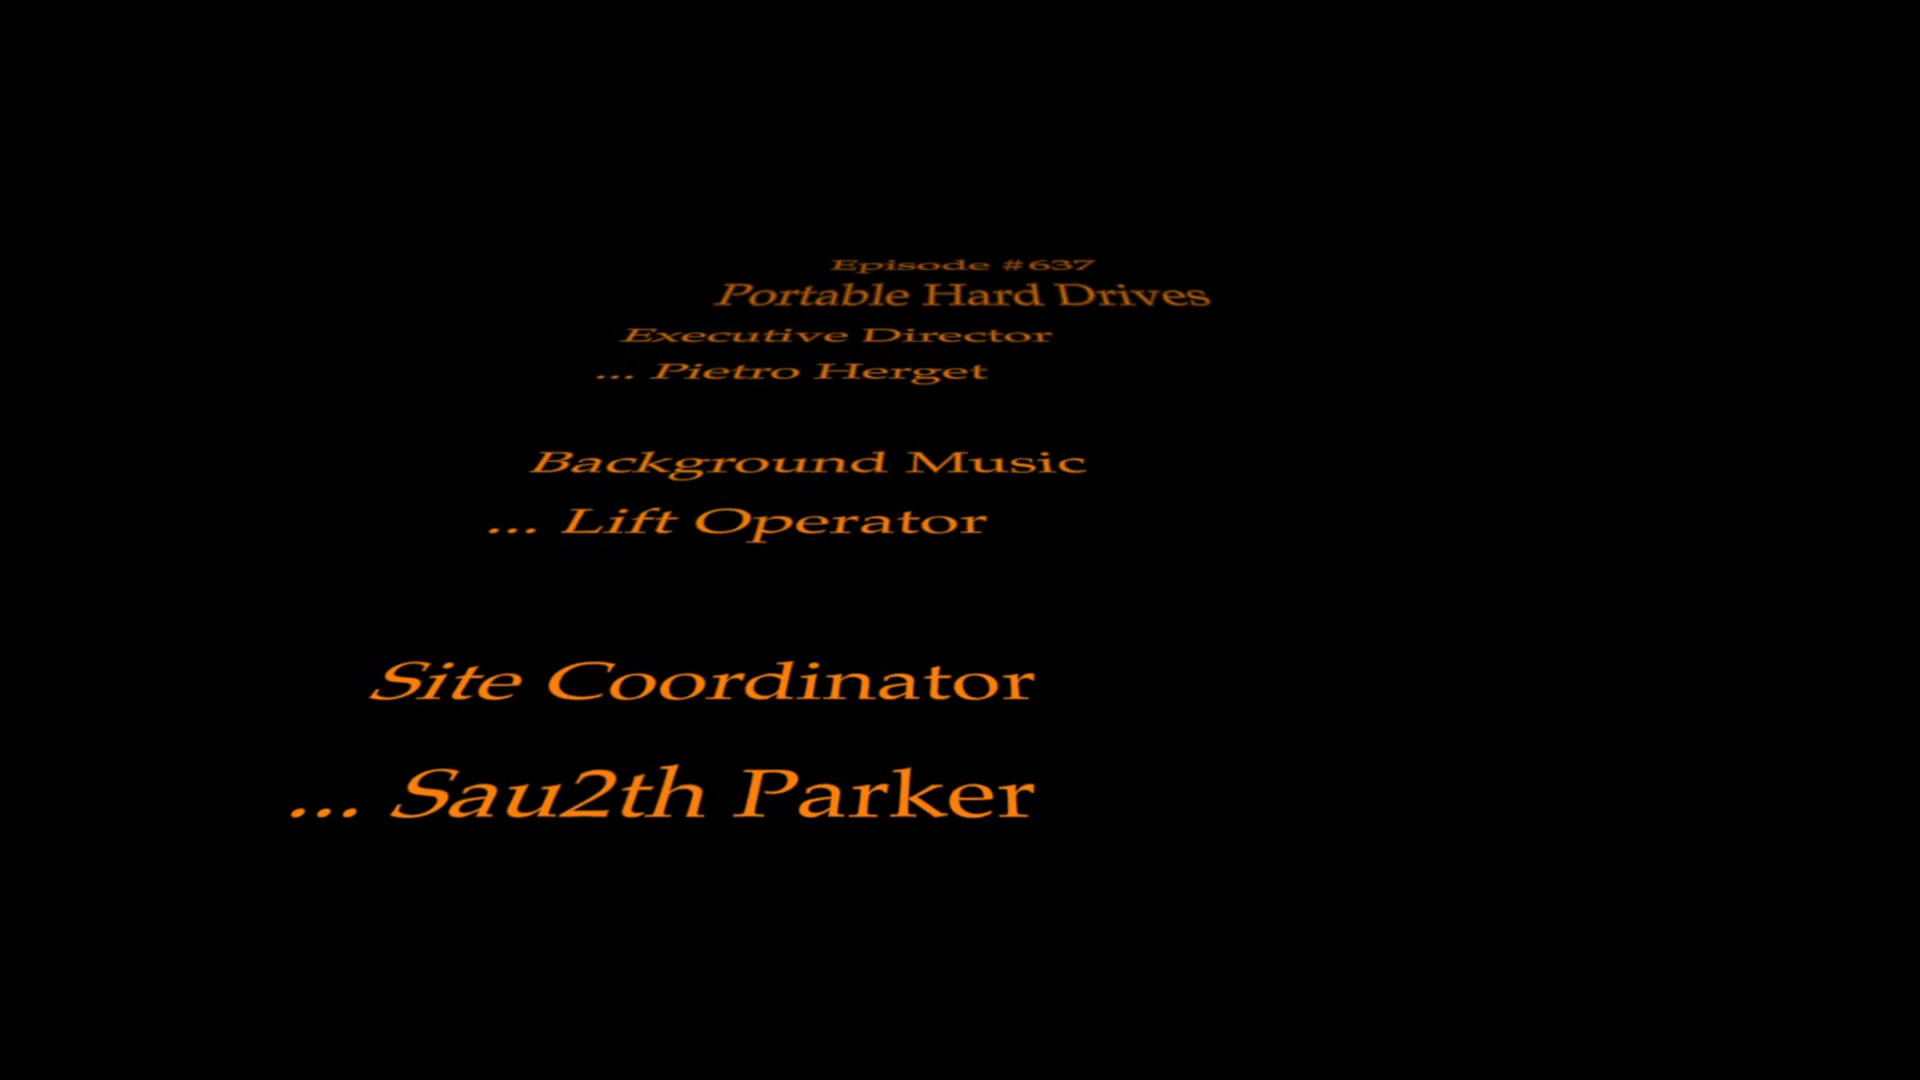 Episode #637
Portable Hard Drives
Executive Director
... Pietro Herget
Background Music
... Lift Operator
Site Coordinator
... Sau2th Parker